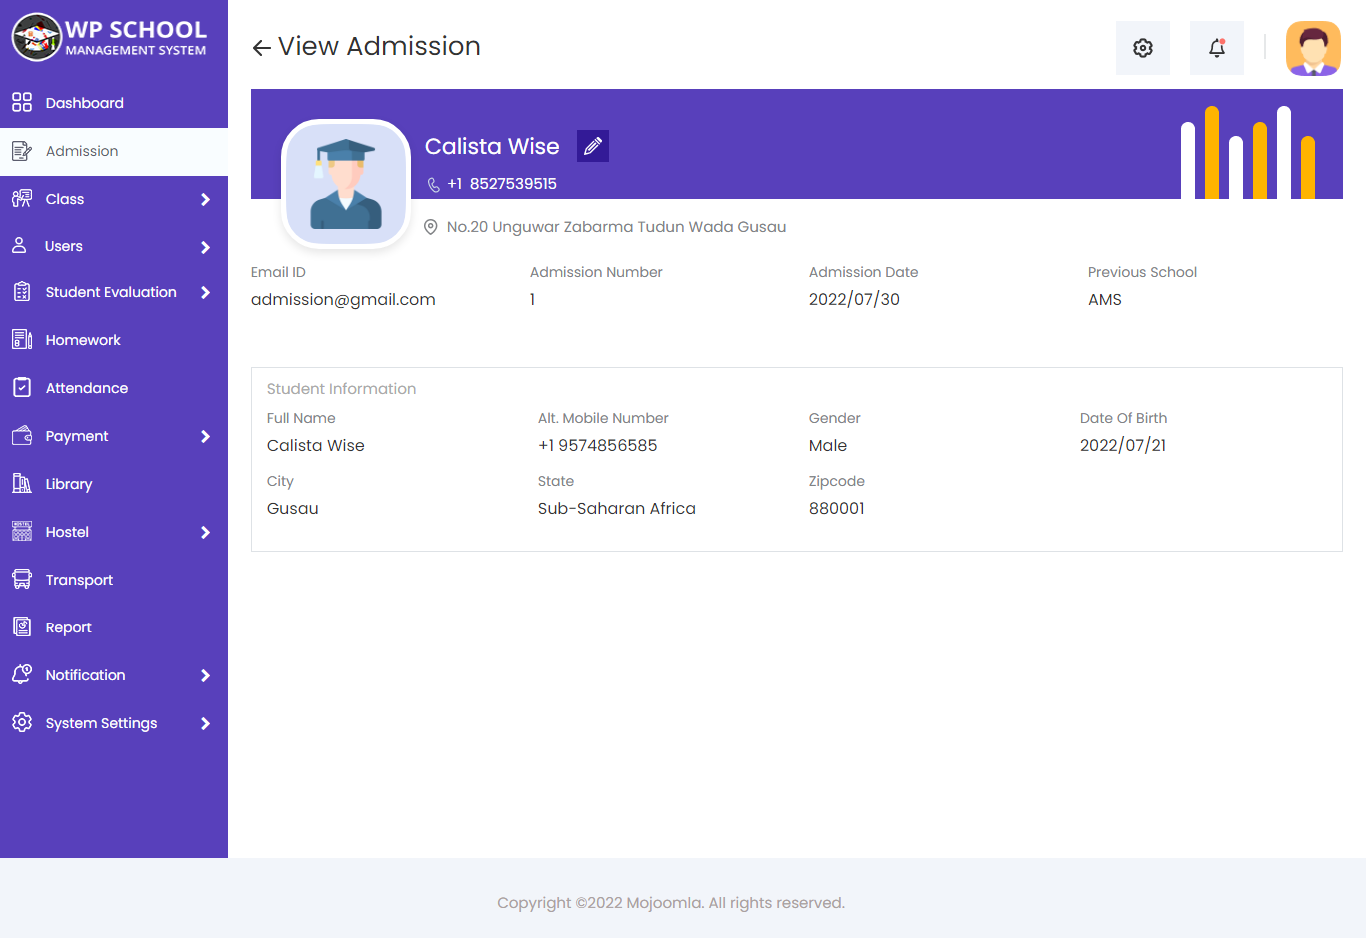 WP SCHOOL
MANAGEMENT SYSTEM
Dashboard
Admission
Class
Users
Student Evaluation
Homework
Attendance
Payment
Library
Hostel
Transport
Report
Notification
System Settings
View Admission
Calista Wise
+1 8527539515
No.20 Unguwar Zabarma Tudun Wada Gusau
Email ID Admission Number Admission Date Previous School
admission@gmail.com 1 2022/07/30 AMS
Student Information
Full Name Alt. Mobile Number Gender Date Of Birth
Calista Wise +1 9574856585 Male 2022/07/21
City State Zipcode
Gusau Sub-Saharan Africa 880001
Copyright ©2022 Mojoomla. All rights reserved.